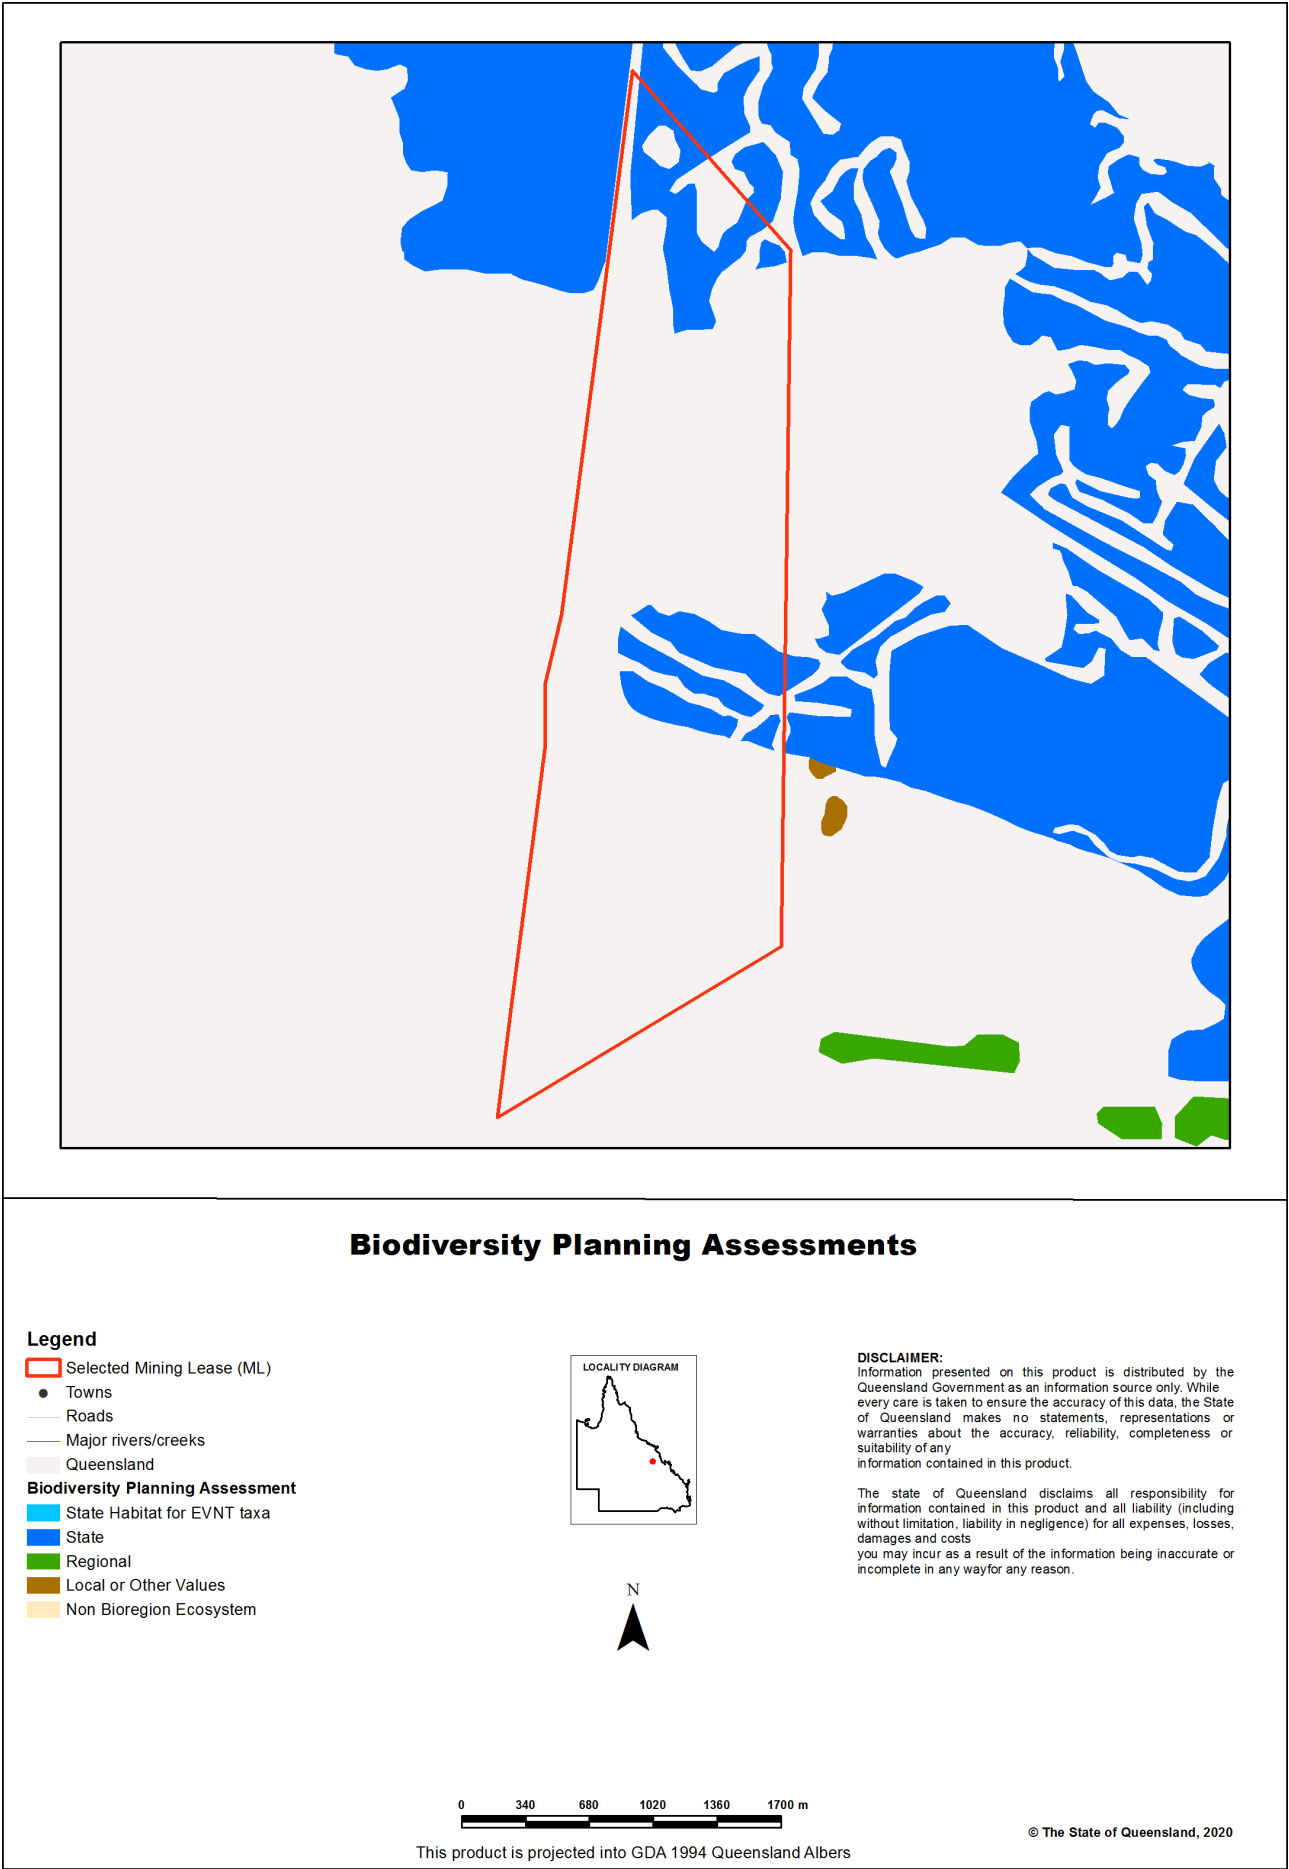 Biodiversity Planning Assessments
Legend
Selected Mining Lease (ML)
Towns
Roads
Major rivers/creeks
Queensland
Biodiversity Planning Assessment
State Habitat for EVNT taxa
State
Regional
Local or Other Values
Non Bioregion Ecosystem
LOCALITY DIAGRAM
N
DISCLAIMER:
Information presented on this product is distributed by the
Queensland Government as an information source only. While
every care is taken to ensure the accuracy of this data, the State
of Queensland makes no statements, representations or
warranties about the accuracy, reliability, completeness or
suitability of any
information contained in this product.
The state of Queensland disclaims all responsibility for
information contained in this product and all liability (including
without limitation, liability in negligence) for all expenses, losses,
damages and costs
you may incur as a result of the information being inaccurate or
incomplete in any wayfor any reason.
0 340 680 1020 1360 1700 m
This product is projected into GDA 1994 Queensland Albers
© The State of Queensland, 2020